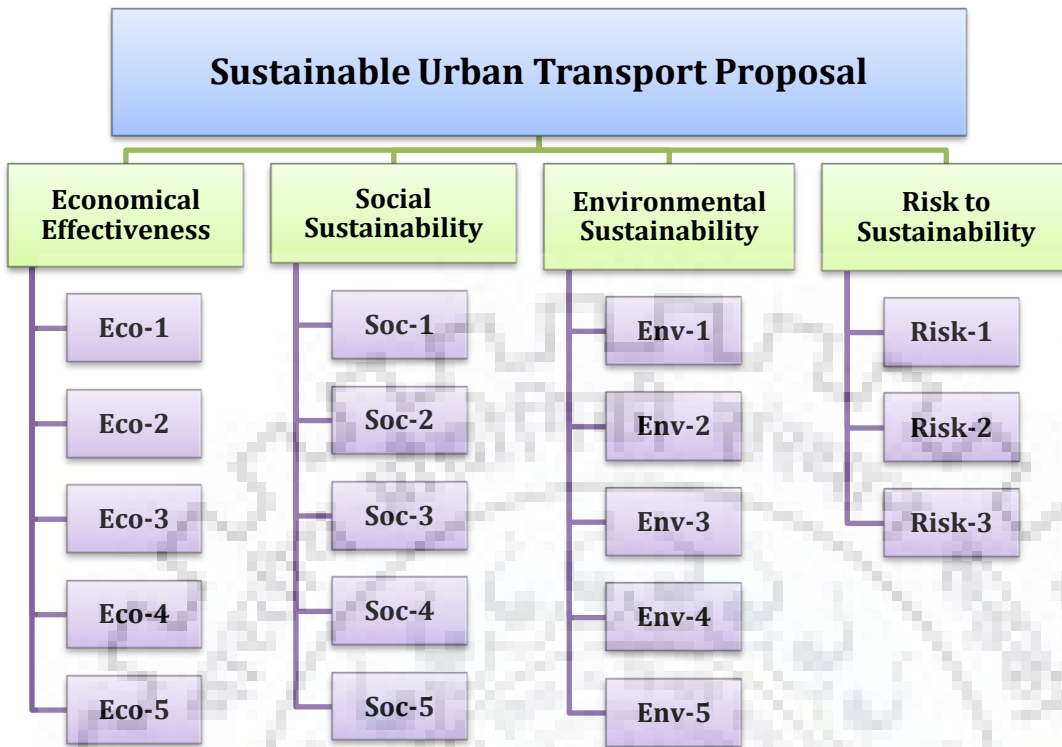 Sustainable Urban Transport Proposal
Economical
Effectiveness
Eco-1
Eco-2
Eco-3
Eco-4
Eco-5
Social
Sustainability
Soc-1
Soc-2
Soc-3
Soc-4
Soc-5
Environmental
Sustainability
Env-1
Env-2
Env-3
Env-4
Env-5
Risk to
Sustainability
Risk-1
Risk-2
Risk-3